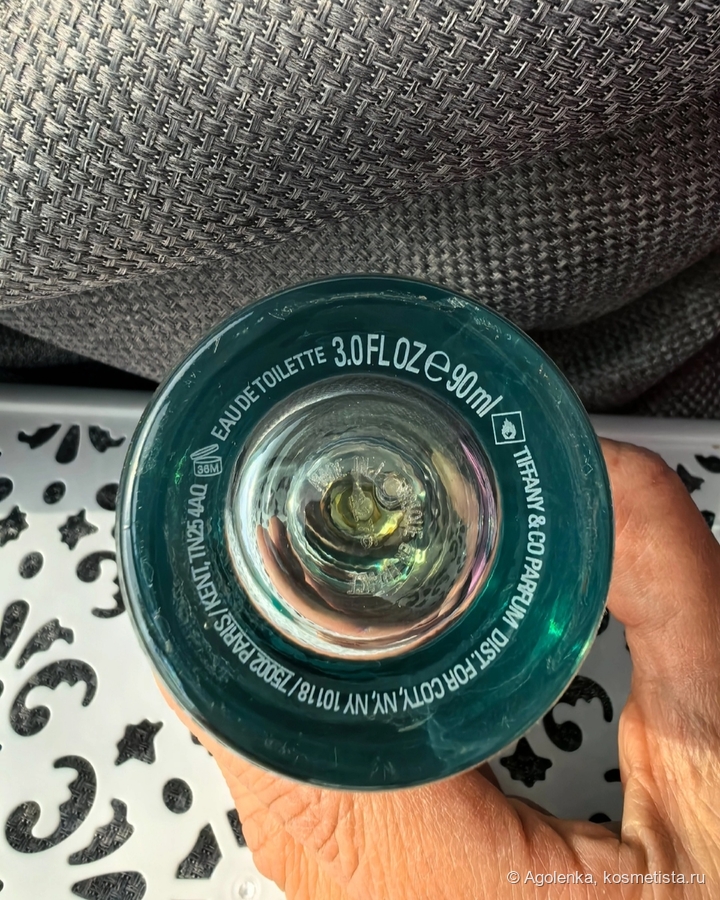 EAU DE TOILETTE 3.0 FL OZ ℮ 90 ml
TIFFANY & CO PARFUM DIST. FOR COTY, NY, NY 10118 / 75002 PARIS / KENT, TN25 4AQ
36M
© Agolenka, kosmetista.ru